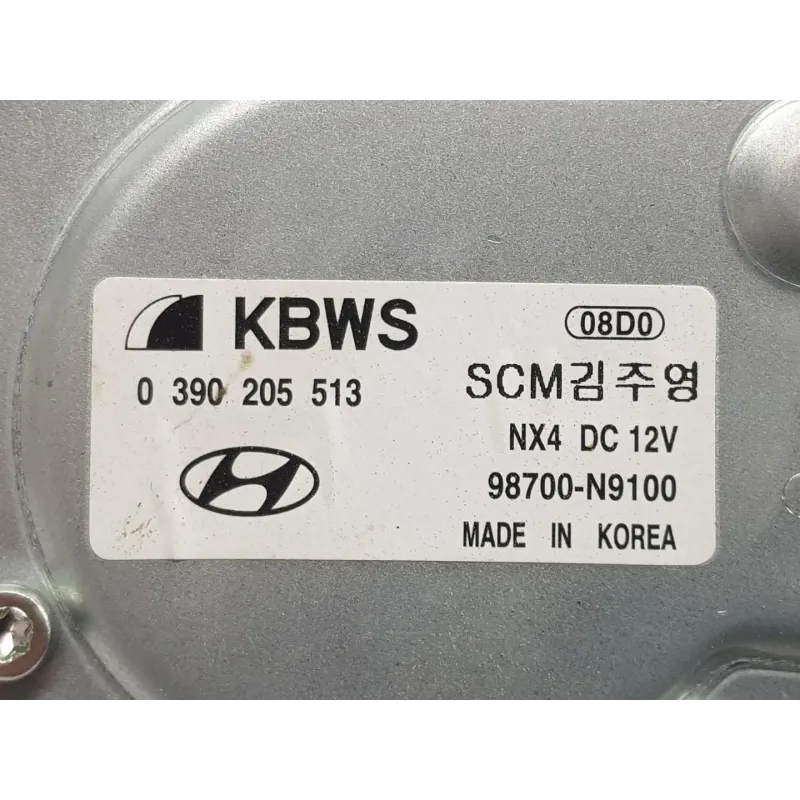 KBWS
08D0
0 390 205 513
SCM김주영
NX4 DC 12V
98700-N9100
MADE IN KOREA